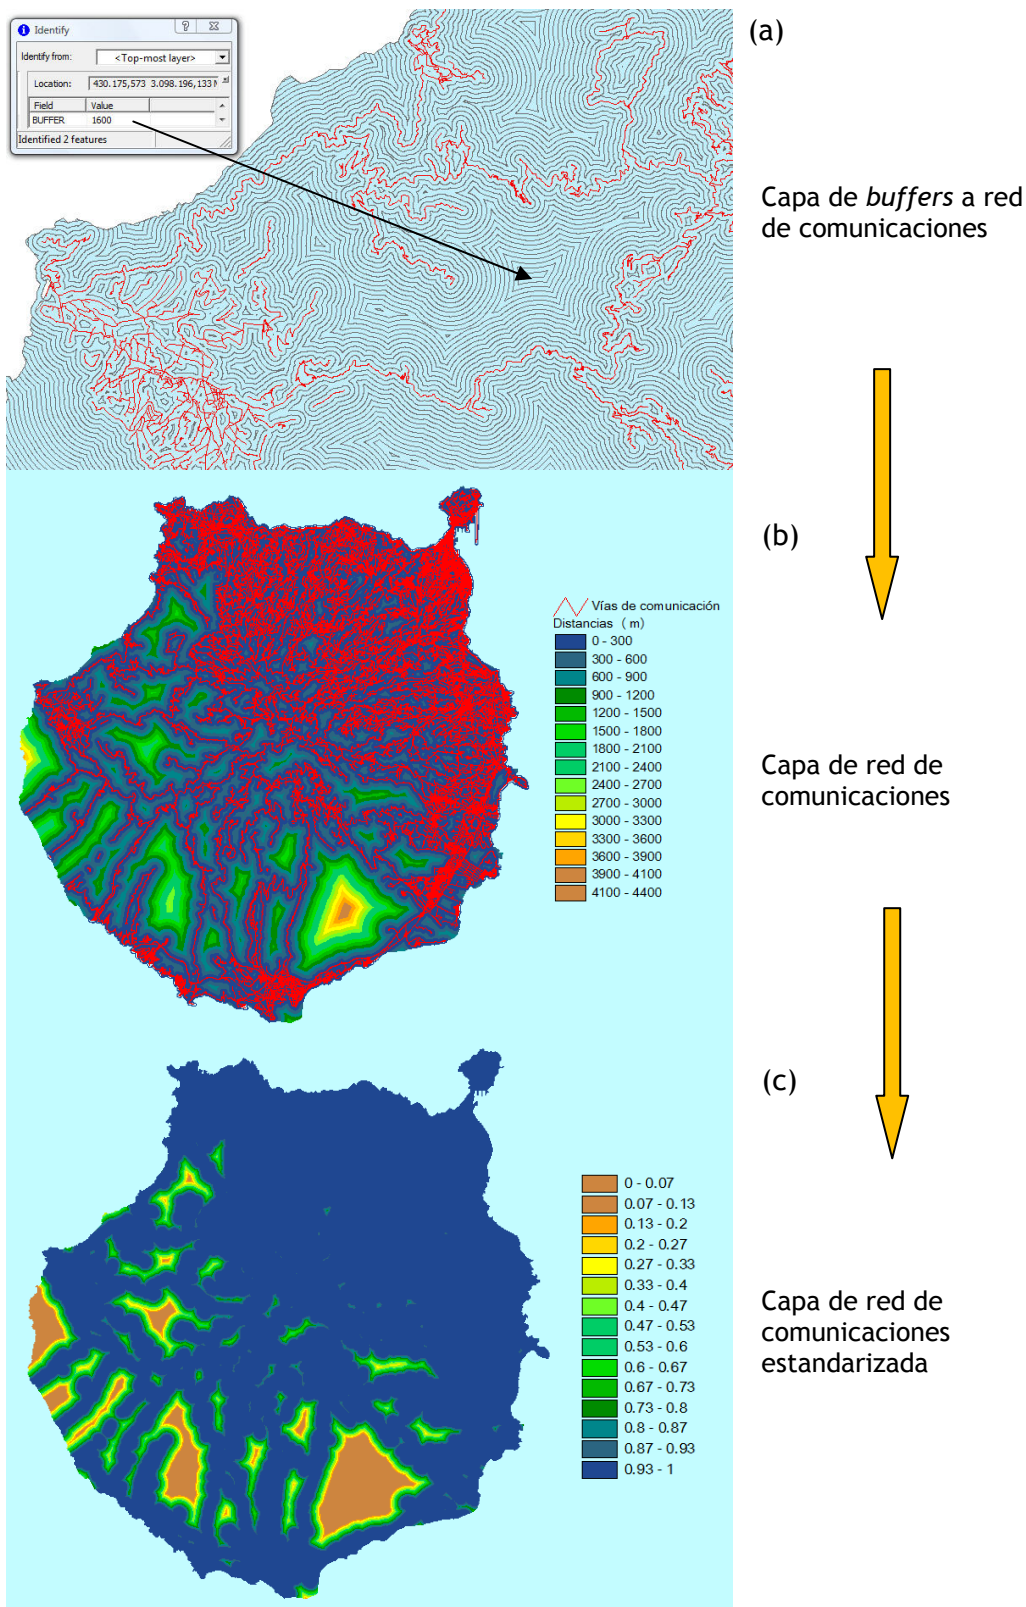 Identify
Identify from:
<Top-most layer>
Location:
430.175,573 3.098.196,133
Field Value
BUFFER 1600
Identified 2 features
(a)
Capa de buffers a red
de comunicaciones
(b)
Vías de comunicación
Distancias ( m)
0 - 300
300 - 600
600 - 900
900 - 1200
1200 - 1500
1500 - 1800
1800 - 2100
2100 - 2400
2400 - 2700
2700 - 3000
3000 - 3300
3300 - 3600
3600 - 3900
3900 - 4100
4100 - 4400
Capa de red de
comunicaciones
(c)
0 - 0.07
0.07 - 0.13
0.13 - 0.2
0.2 - 0.27
0.27 - 0.33
0.33 - 0.4
0.4 - 0.47
0.47 - 0.53
0.53 - 0.6
0.6 - 0.67
0.67 - 0.73
0.73 - 0.8
0.8 - 0.87
0.87 - 0.93
0.93 - 1
Capa de red de
comunicaciones
estandarizada